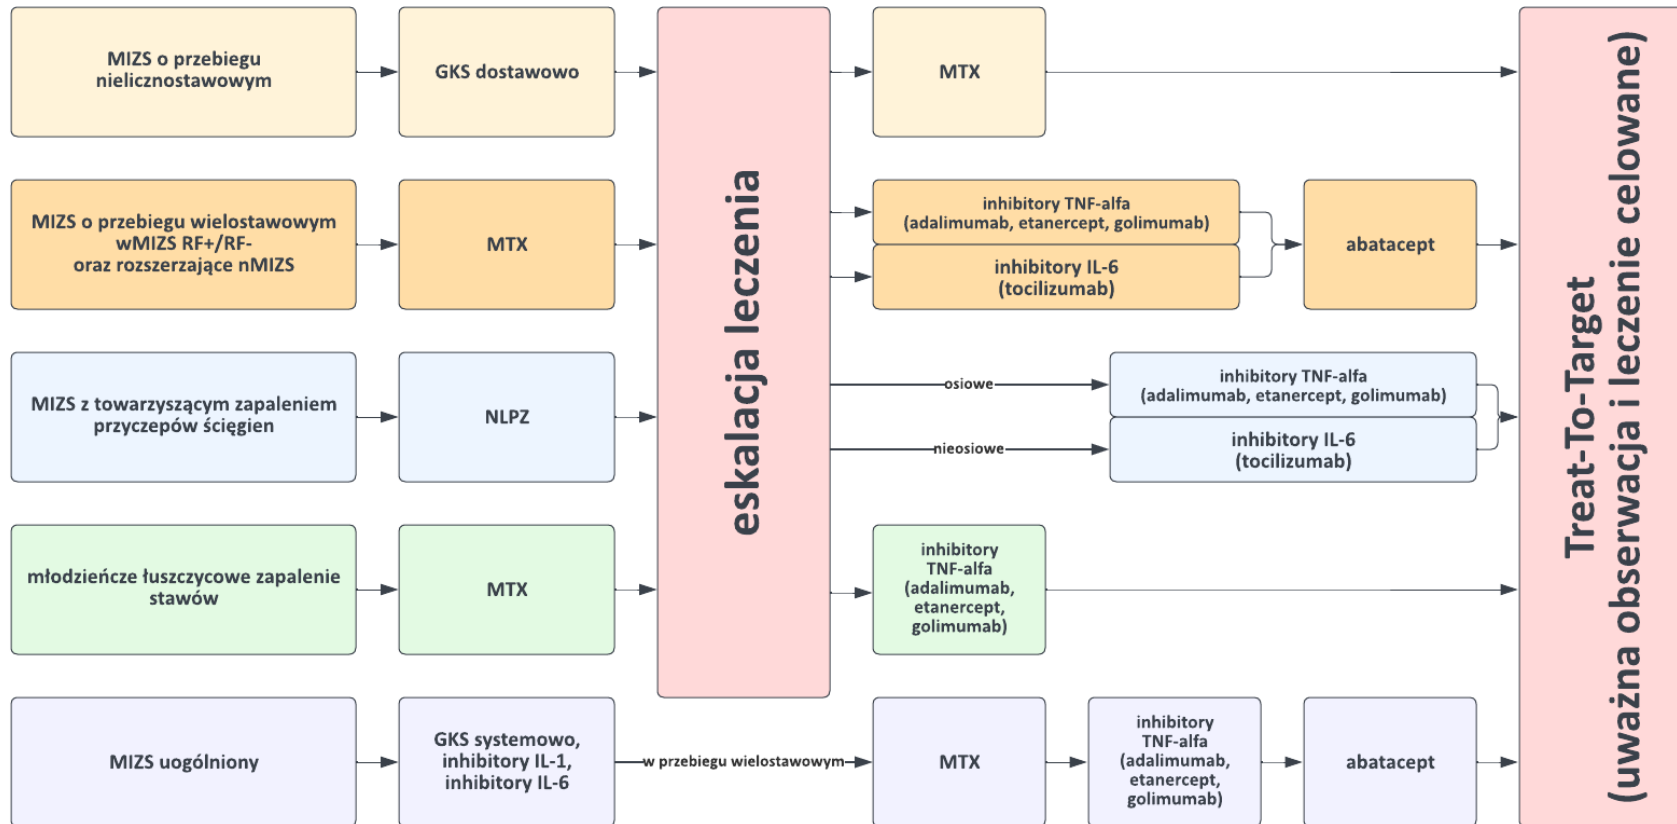 MIZS o przebiegu
nielicznostawowym
GKS dostawowo
MTX
MIZS o przebiegu wielostawowym
wMIZS RF+/RF-
oraz rozszerzające nMIZS
MTX
inhibitory TNF-alfa
(adalimumab, etanercept, golimumab)
inhibitory IL-6
(tocilizumab)
abatacept
MIZS z towarzyszącym zapaleniem
przyczepów ścięgien
NLPZ
osiowe
inhibitory TNF-alfa
(adalimumab, etanercept, golimumab)
nieosiowe
inhibitory IL-6
(tocilizumab)
młodzieńcze łuszczycowe zapalenie
stawów
MTX
inhibitory
TNF-alfa
(adalimumab,
etanercept,
golimumab)
MIZS uogólniony
GKS systemowo,
inhibitory IL-1,
inhibitory IL-6
w przebiegu wielostawowym
MTX
inhibitory
TNF-alfa
(adalimumab,
etanercept,
golimumab)
abatacept
eskalacja leczenia
Treat-To-Target
(uważna obserwacja i leczenie celowane)